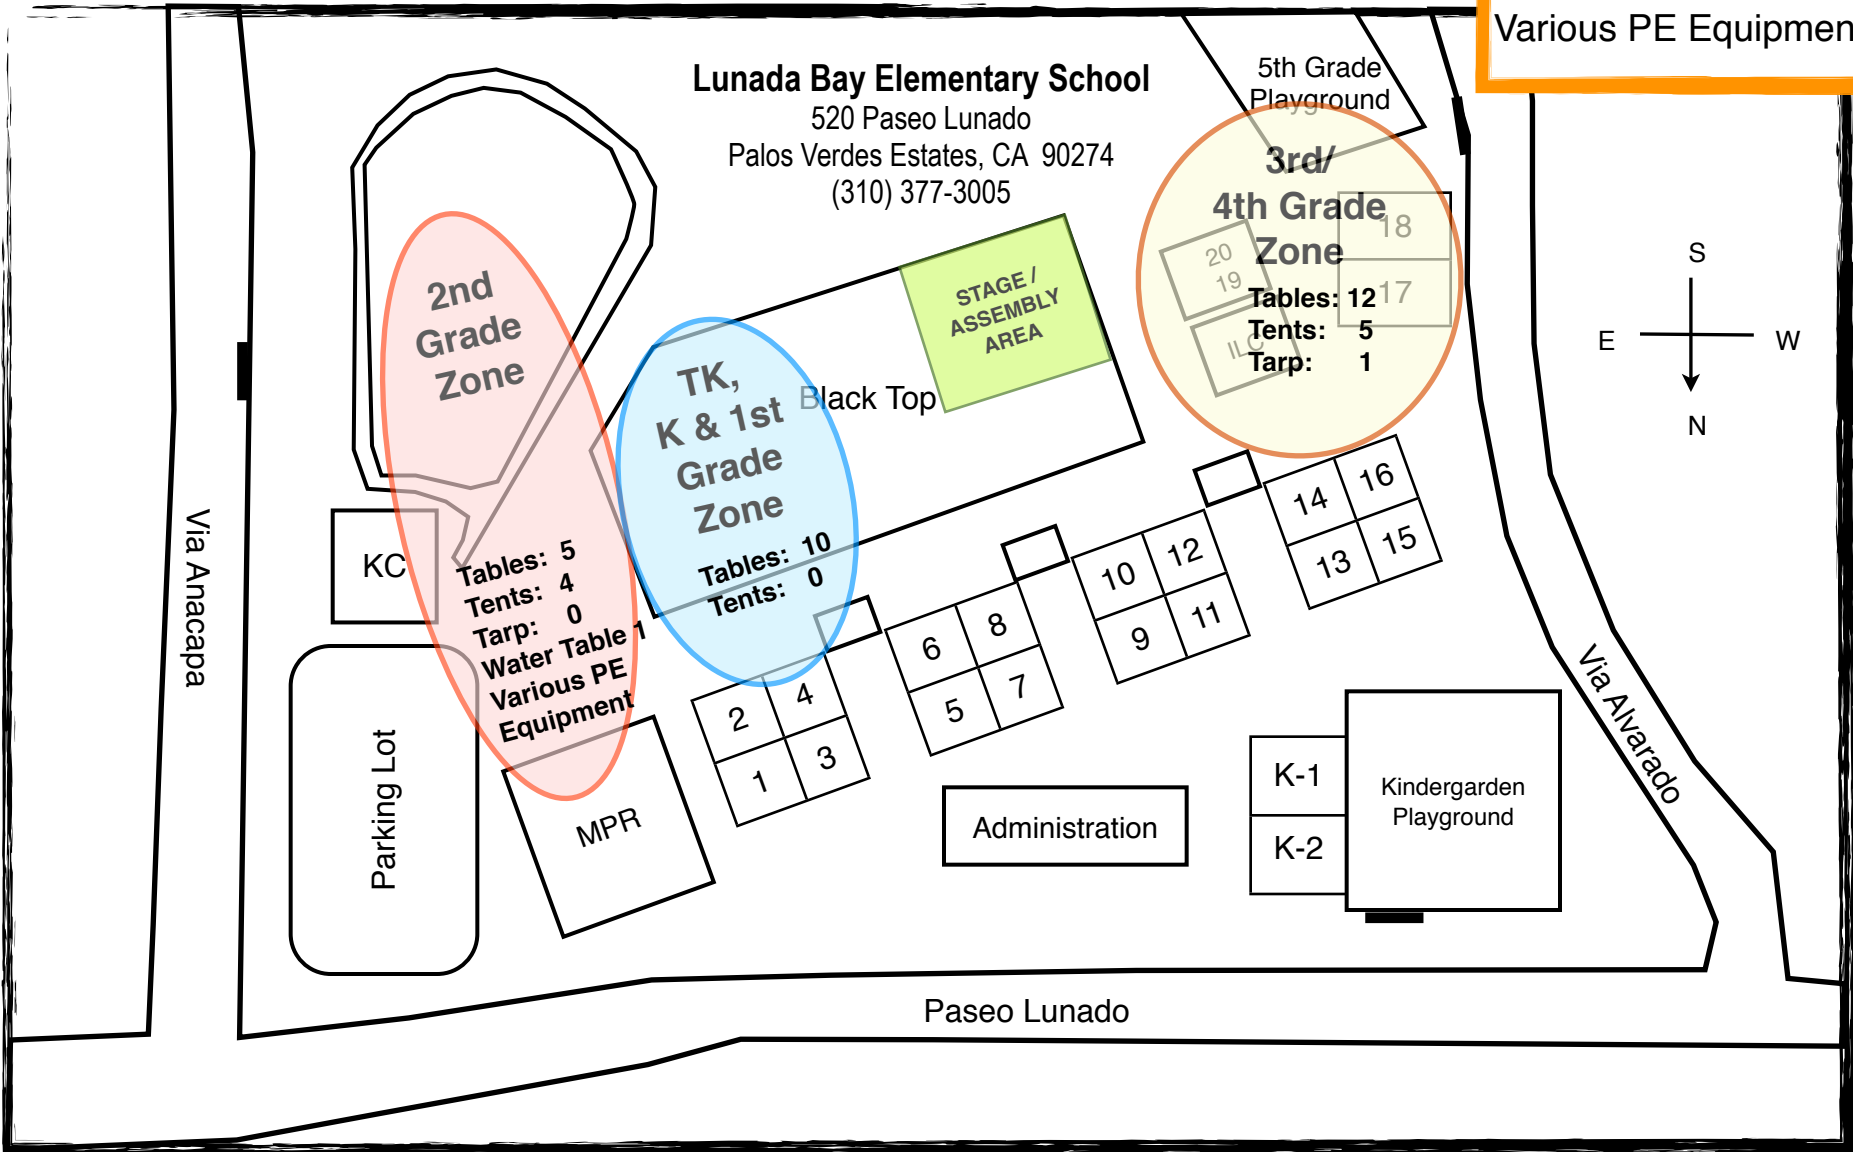 Various PE Equipmen
Lunada Bay Elementary School
520 Paseo Lunado
Palos Verdes Estates, CA 90274
(310) 377-3005
5th Grade
Playground
3rd/
4th Grade
Zone
Tables: 12
Tents: 5
Tarp: 1
18
17
20
19
ILC
S
E
W
N
2nd
Grade
Zone
Tables: 5
Tents: 4
Tarp: 0
Water Table 1
Various PE
Equipment
TK,
K & 1st
Grade
Zone
Tables: 10
Tents: 0
STAGE /
ASSEMBLY
AREA
Black Top
KC
Via Anacapa
Parking Lot
MPR
2
4
1
3
6
8
5
7
10
12
9
11
14
16
13
15
Administration
K-1
K-2
Kindergarden
Playground
Via Alvarado
Paseo Lunado